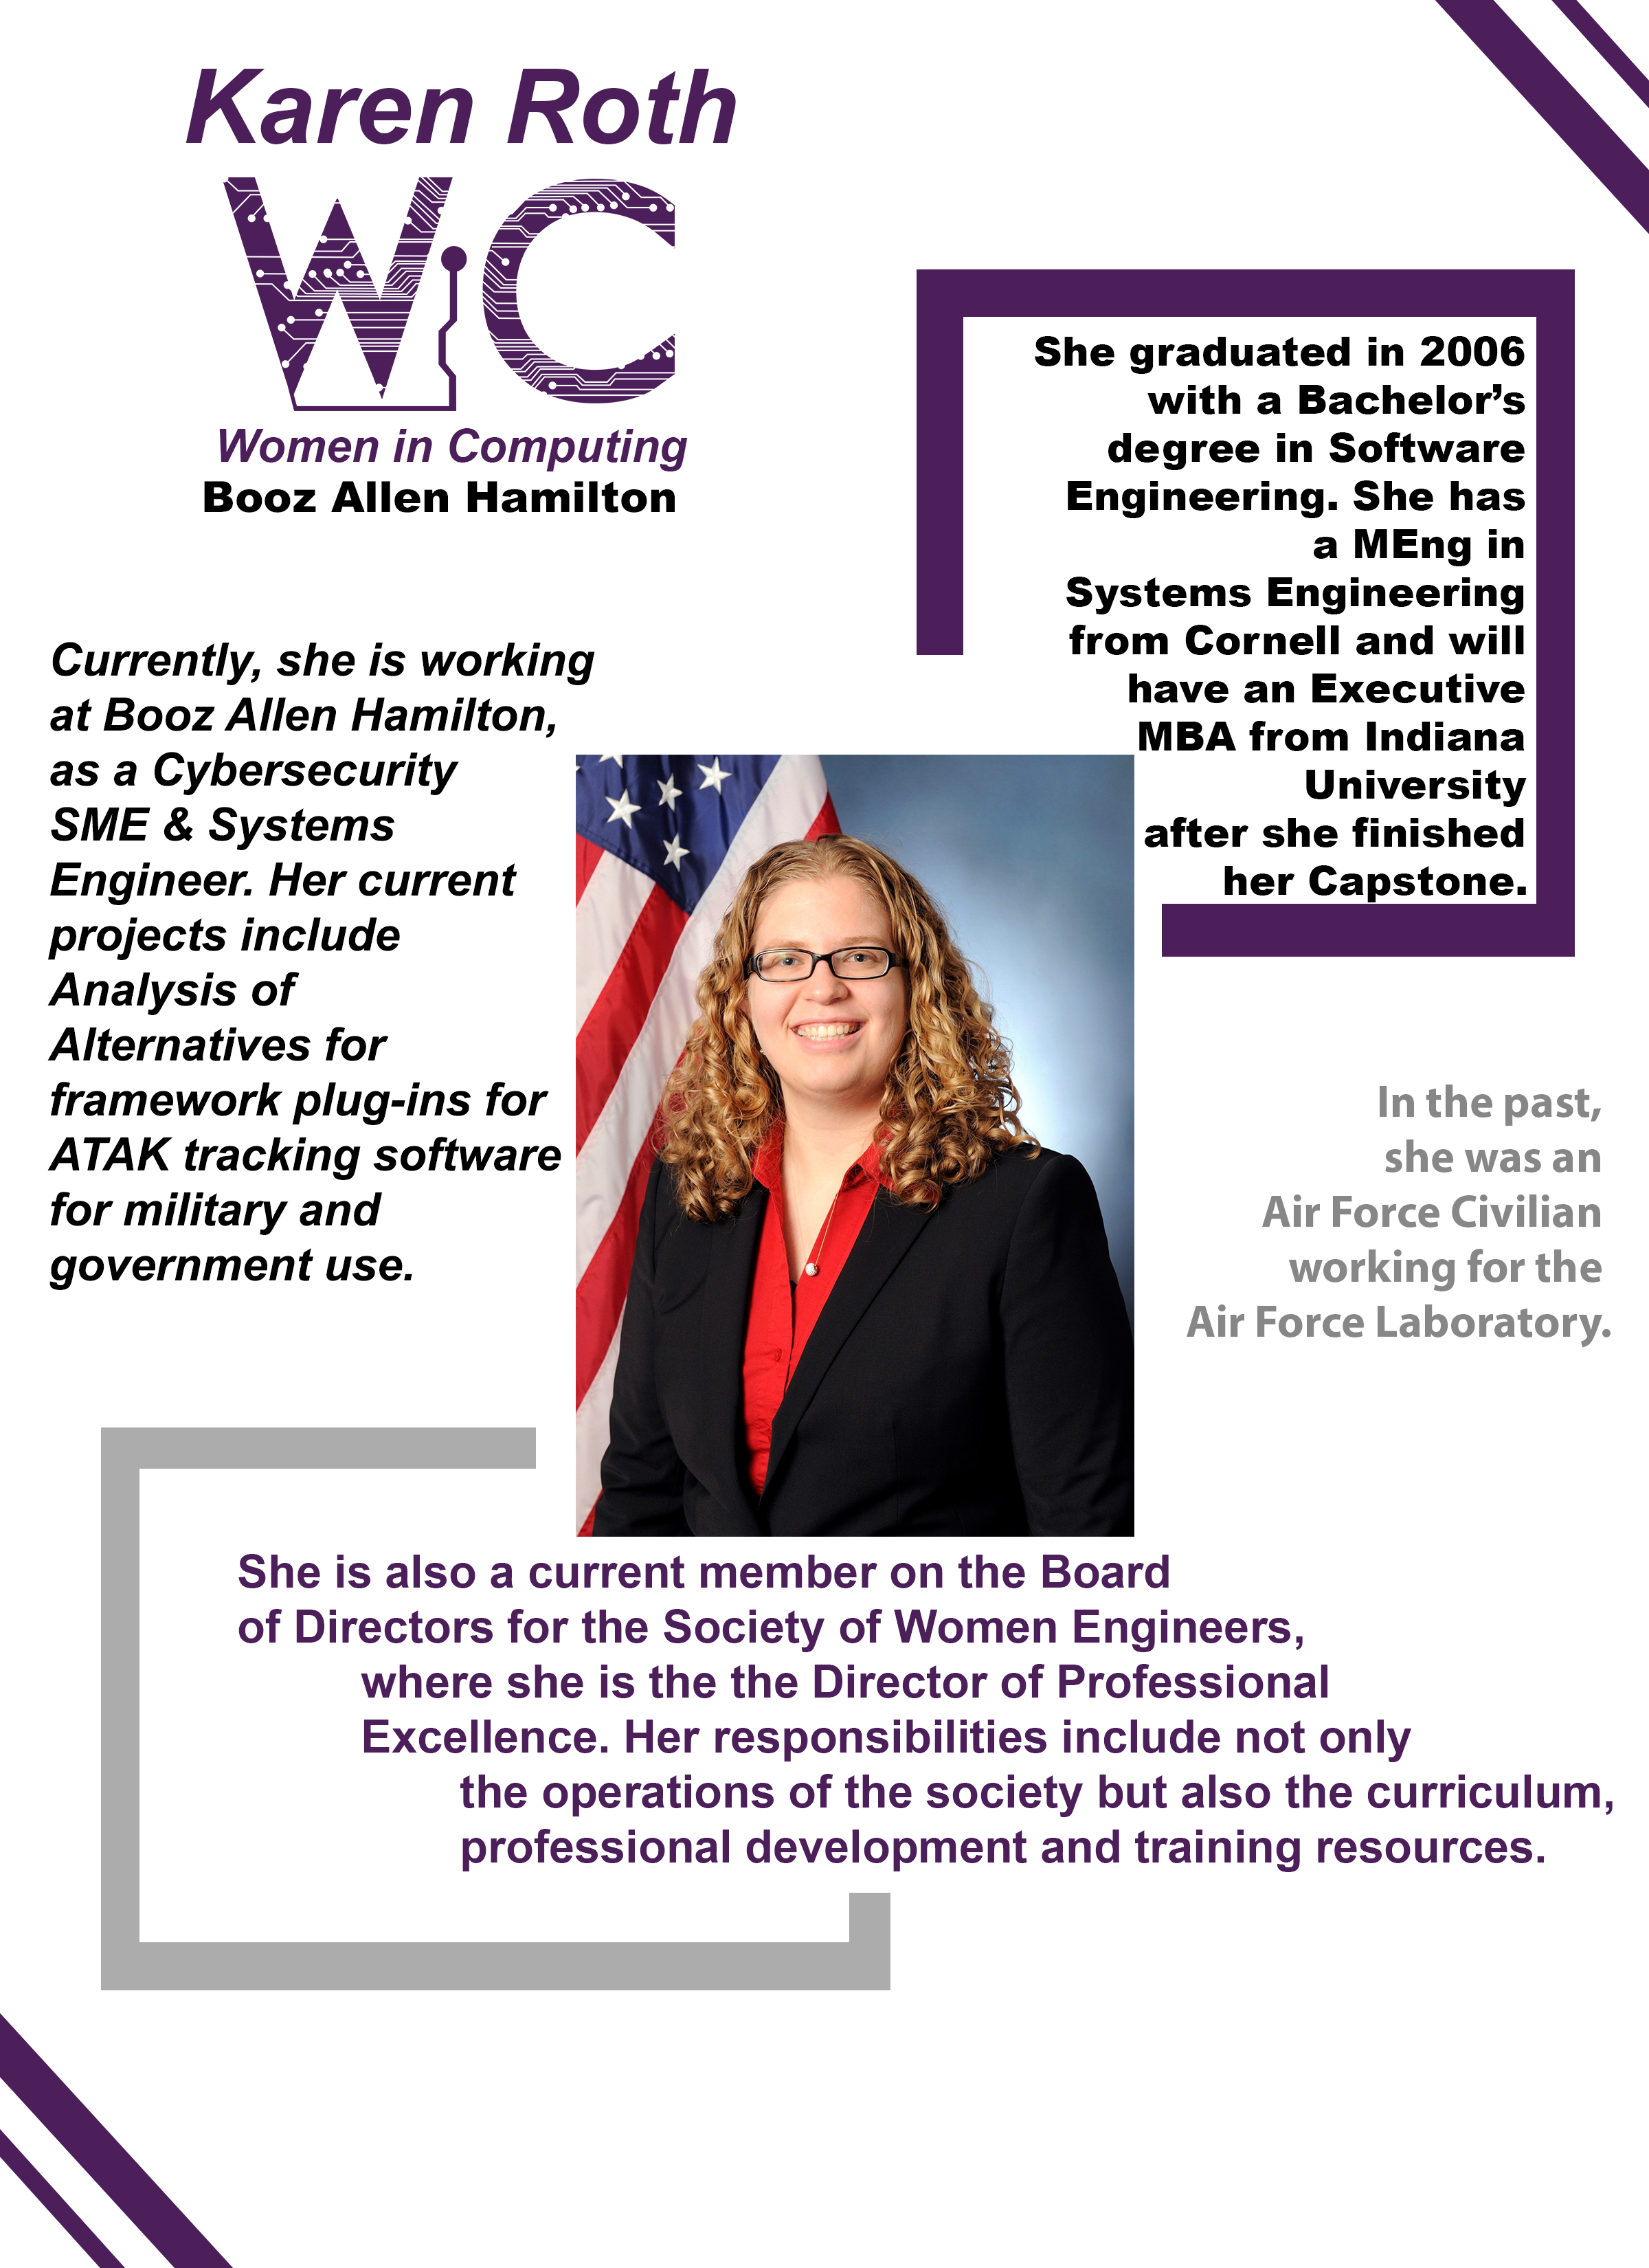 Karen Roth
WiC
Women in Computing
Booz Allen Hamilton
She graduated in 2006
with a Bachelor’s
degree in Software
Engineering. She has
a MEng in
Systems Engineering
from Cornell and will
have an Executive
MBA from Indiana
University
after she finished
her Capstone.
Currently, she is working
at Booz Allen Hamilton,
as a Cybersecurity
SME & Systems
Engineer. Her current
projects include
Analysis of
Alternatives for
framework plug-ins for
ATAK tracking software
for military and
government use.
In the past,
she was an
Air Force Civilian
working for the
Air Force Laboratory.
She is also a current member on the Board
of Directors for the Society of Women Engineers,
where she is the the Director of Professional
Excellence. Her responsibilities include not only
the operations of the society but also the curriculum,
professional development and training resources.